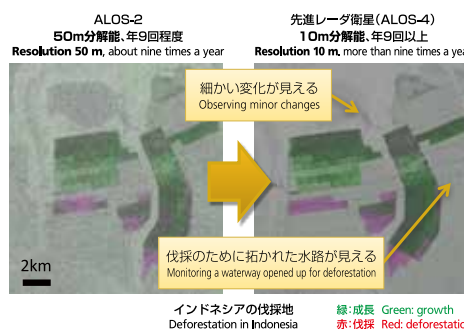 ALOS-2
50m分解能、年9回程度
Resolution 50 m, about nine times a year
先進レーダ衛星(ALOS-4)
10m分解能、年9回以上
Resolution 10 m, more than nine times a yea
細かい変化が見える
Observing minor changes
伐採のために拓かれた水路が見える
Monitoring a waterway opened up for deforestation
2km
インドネシアの伐採地
Deforestation in Indonesia
緑:成長 Green: growth
赤:伐採 Red: deforestatio